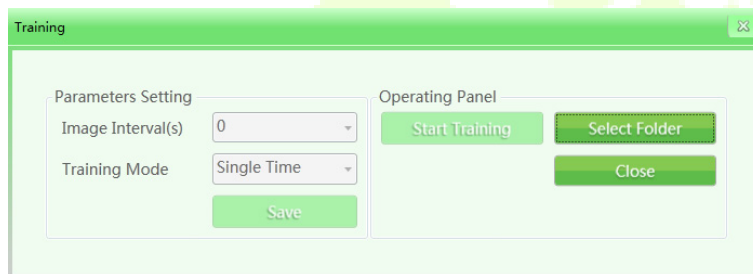 Training
Parameters Setting
Image Interval(s) 0
Training Mode Single Time
Save
Operating Panel
Start Training Select Folder
Close